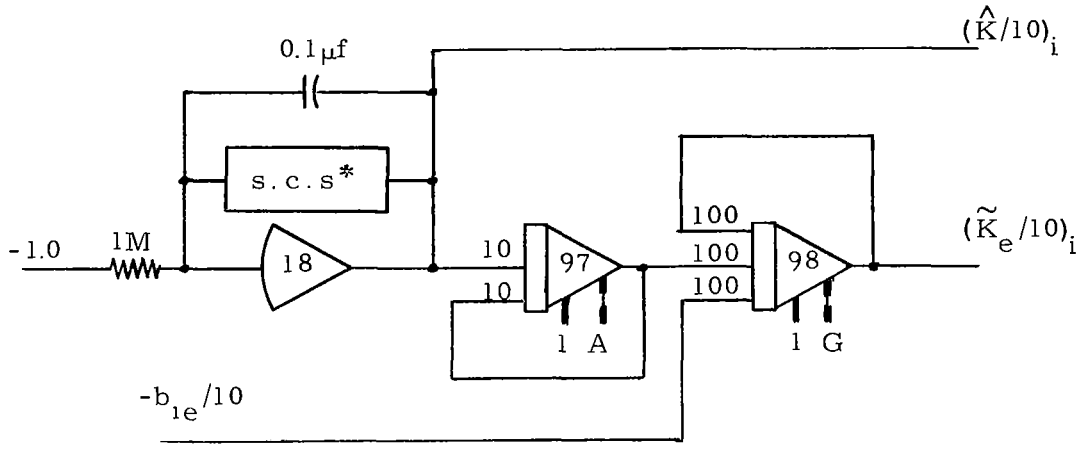 (K̂/10)ᵢ
0.1μf
s.c.s*
-1.0
1M
18
10
10
97
1 A
100
100
100
98
1 G
(K̃ₑ/10)ᵢ
-b₁ₑ/10